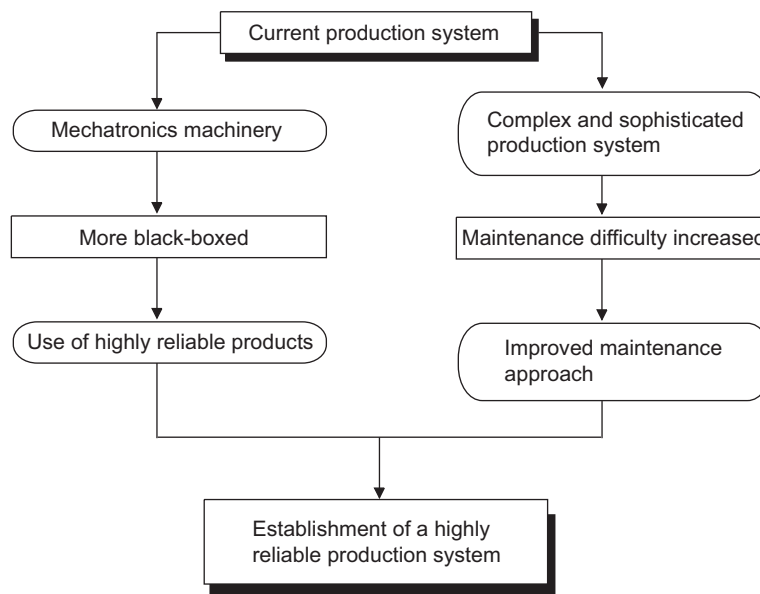 Current production system
Mechatronics machinery
Complex and sophisticated
production system
More black-boxed
Maintenance difficulty increased
Use of highly reliable products
Improved maintenance
approach
Establishment of a highly
reliable production system